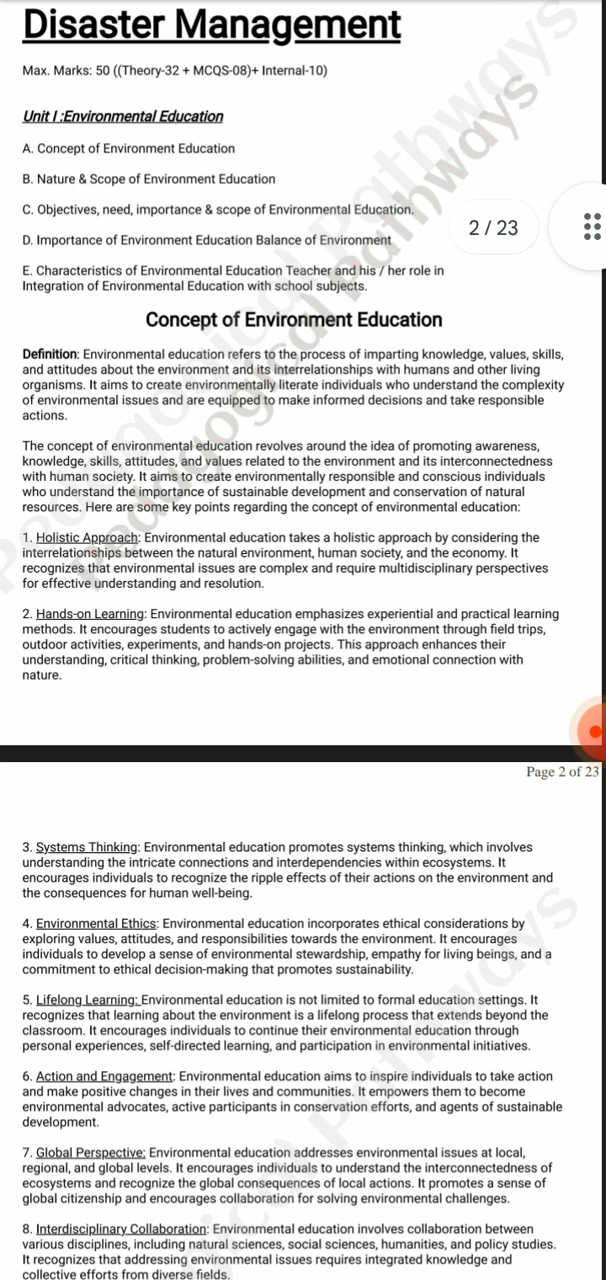 Disaster Management
Max. Marks: 50 ((Theory-32 + MCQS-08)+ Internal-10)
Unit I :Environmental Education
A. Concept of Environment Education
B. Nature & Scope of Environment Education
C. Objectives, need, importance & scope of Environmental Education.
2 / 23
D. Importance of Environment Education Balance of Environment
E. Characteristics of Environmental Education Teacher and his / her role in
Integration of Environmental Education with school subjects.
Concept of Environment Education
Definition: Environmental education refers to the process of imparting knowledge, values, skills,
and attitudes about the environment and its interrelationships with humans and other living
organisms. It aims to create environmentally literate individuals who understand the complexity
of environmental issues and are equipped to make informed decisions and take responsible
actions.
The concept of environmental education revolves around the idea of promoting awareness,
knowledge, skills, attitudes, and values related to the environment and its interconnectedness
with human society. It aims to create environmentally responsible and conscious individuals
who understand the importance of sustainable development and conservation of natural
resources. Here are some key points regarding the concept of environmental education:
1. Holistic Approach: Environmental education takes a holistic approach by considering the
interrelationships between the natural environment, human society, and the economy. It
recognizes that environmental issues are complex and require multidisciplinary perspectives
for effective understanding and resolution.
2. Hands-on Learning: Environmental education emphasizes experiential and practical learning
methods. It encourages students to actively engage with the environment through field trips,
outdoor activities, experiments, and hands-on projects. This approach enhances their
understanding, critical thinking, problem-solving abilities, and emotional connection with
nature.
Pedagogical Pathways
Page 2 of 23
3. Systems Thinking: Environmental education promotes systems thinking, which involves
understanding the intricate connections and interdependencies within ecosystems. It
encourages individuals to recognize the ripple effects of their actions on the environment and
the consequences for human well-being.
4. Environmental Ethics: Environmental education incorporates ethical considerations by
exploring values, attitudes, and responsibilities towards the environment. It encourages
individuals to develop a sense of environmental stewardship, empathy for living beings, and a
commitment to ethical decision-making that promotes sustainability.
5. Lifelong Learning: Environmental education is not limited to formal education settings. It
recognizes that learning about the environment is a lifelong process that extends beyond the
classroom. It encourages individuals to continue their environmental education through
personal experiences, self-directed learning, and participation in environmental initiatives.
6. Action and Engagement: Environmental education aims to inspire individuals to take action
and make positive changes in their lives and communities. It empowers them to become
environmental advocates, active participants in conservation efforts, and agents of sustainable
development.
7. Global Perspective: Environmental education addresses environmental issues at local,
regional, and global levels. It encourages individuals to understand the interconnectedness of
ecosystems and recognize the global consequences of local actions. It promotes a sense of
global citizenship and encourages collaboration for solving environmental challenges.
8. Interdisciplinary Collaboration: Environmental education involves collaboration between
various disciplines, including natural sciences, social sciences, humanities, and policy studies.
It recognizes that addressing environmental issues requires integrated knowledge and
collective efforts from diverse fields.